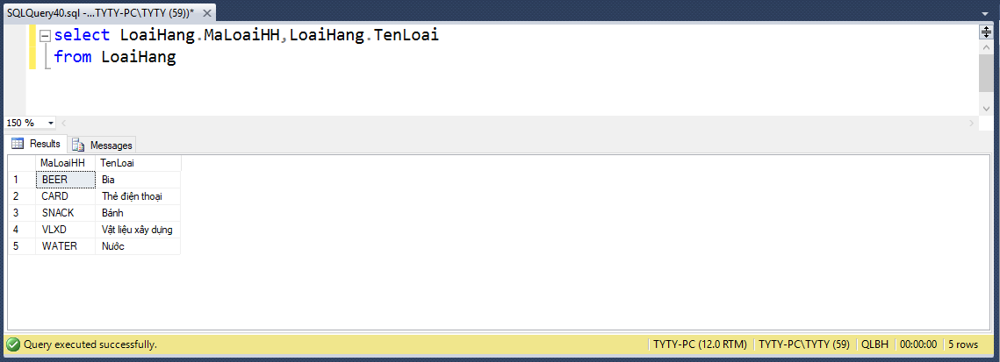 SQLQuery40.sql -...TYTY-PC\TYTY (59))*
select LoaiHang.MaLoaiHH,LoaiHang.TenLoai
from LoaiHang
150 %
Results Messages
MaLoaiHH TenLoai
1 BEER Bia
2 CARD Thẻ điện thoại
3 SNACK Bánh
4 VLXD Vật liệu xây dựng
5 WATER Nước
Query executed successfully. TYTY-PC (12.0 RTM) TYTY-PC\TYTY (59) QLBH 00:00:00 5 rows